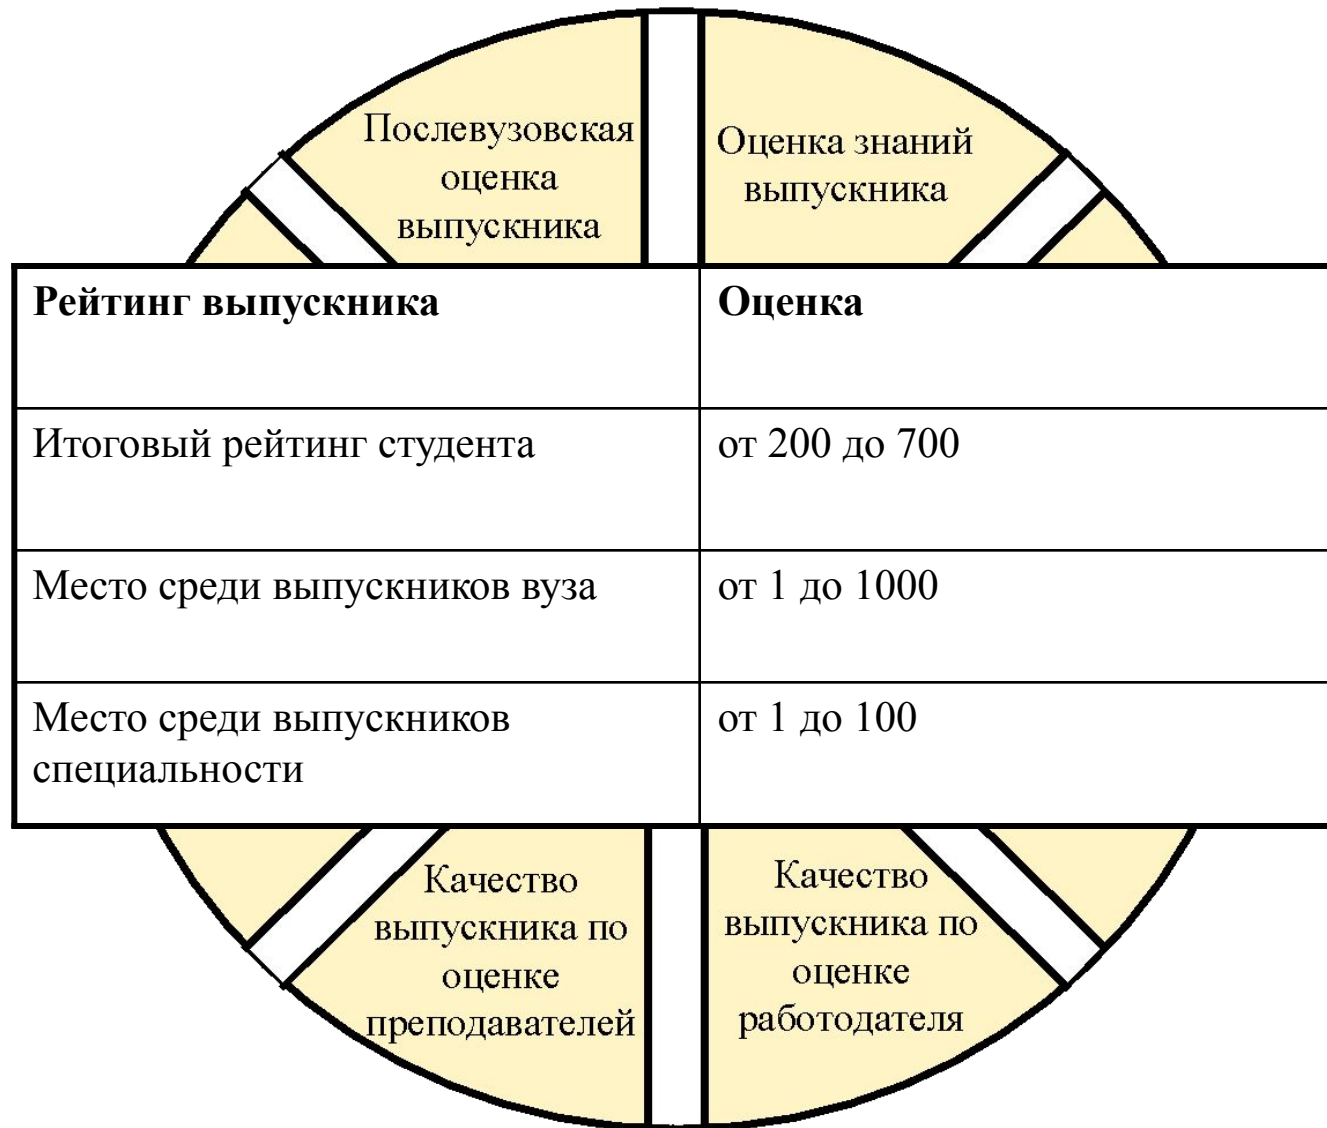 Послевузовская
оценка
выпускника
Оценка знаний
выпускника
Рейтинг выпускника
Оценка
Итоговый рейтинг студента
от 200 до 700
Место среди выпускников вуза
от 1 до 1000
Место среди выпускников
специальности
от 1 до 100
Качество
выпускника по
оценке
преподавателей
Качество
выпускника по
оценке
работодателя